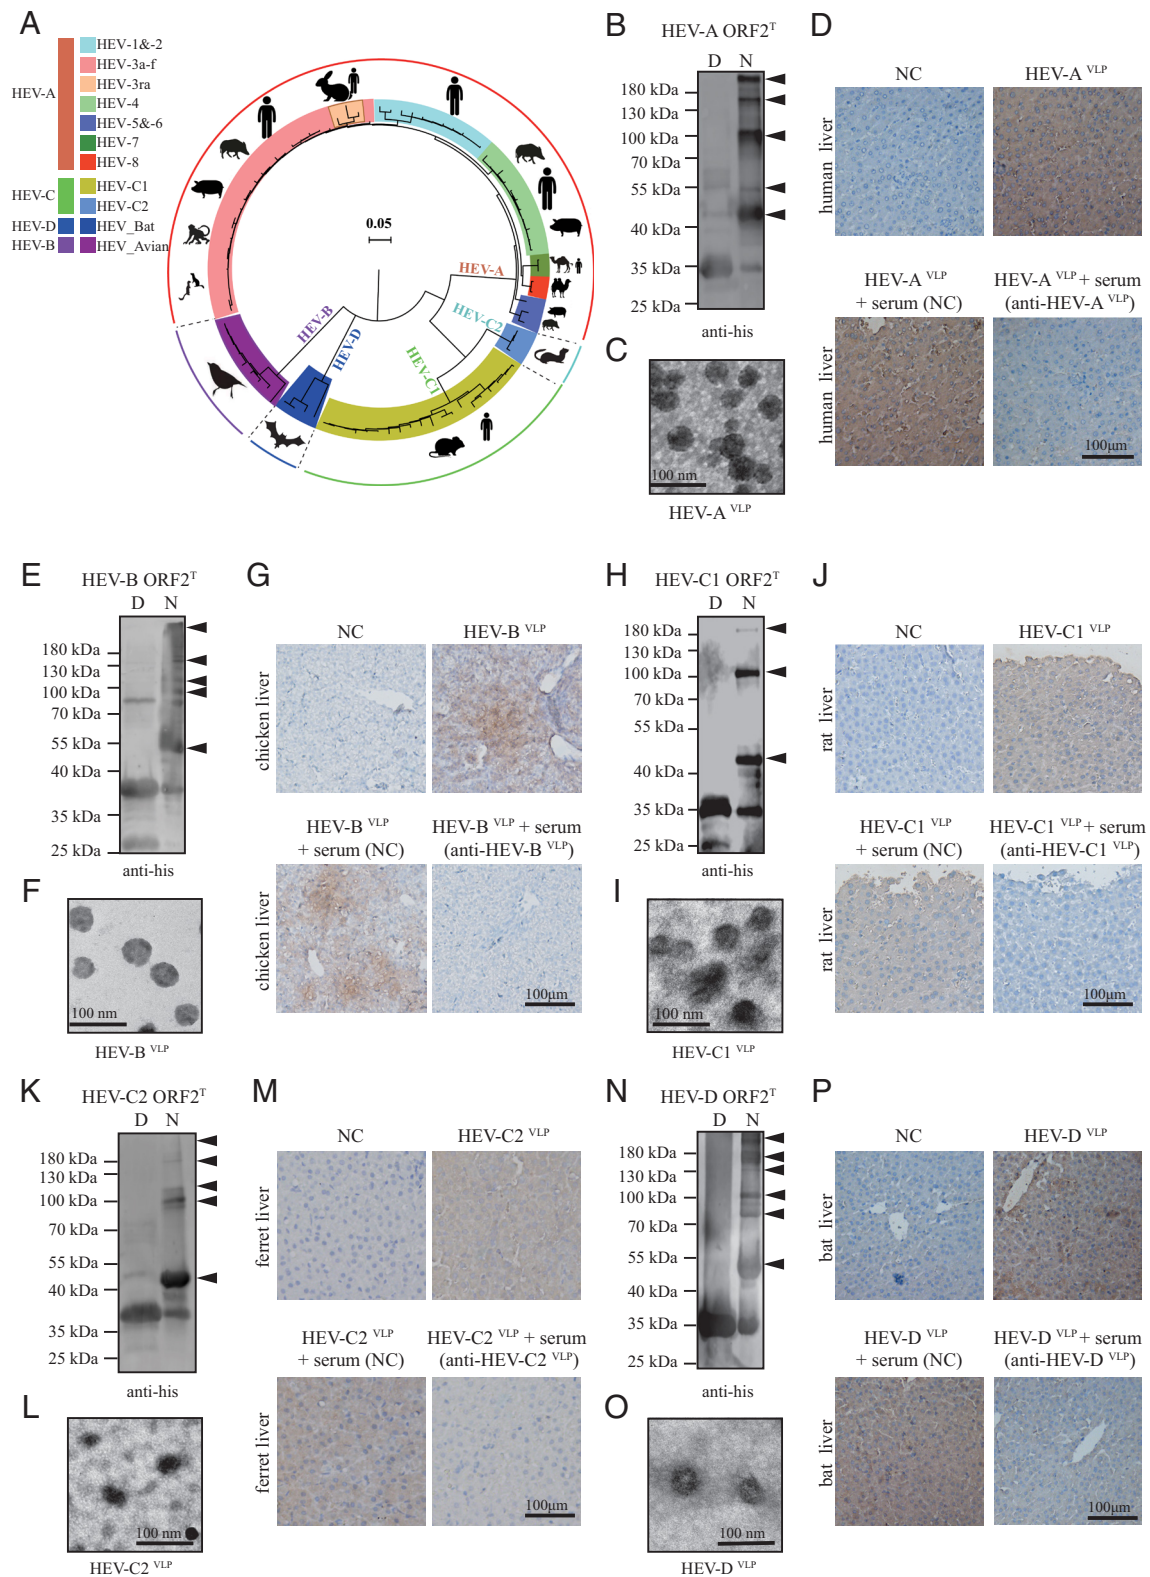 A
HEV-A
HEV-1&-2
HEV-3a-f
HEV-3ra
HEV-4
HEV-5&-6
HEV-7
HEV-8
HEV-C
HEV-C1
HEV-C2
HEV-D
HEV_Bat
HEV-B
HEV_Avian
0.05
HEV-A
HEV-B
HEV-D
HEV-C2
HEV-C1
B
HEV-A ORF2ᵀ
D N
180 kDa
130 kDa
100 kDa
70 kDa
55 kDa
40 kDa
35 kDa
25 kDa
anti-his
C
100 nm
HEV-A ᵛᴸᴾ
D
NC
HEV-A ᵛᴸᴾ
human liver
HEV-A ᵛᴸᴾ
+ serum (NC)
HEV-A ᵛᴸᴾ + serum
(anti-HEV-A ᵛᴸᴾ)
human liver
100μm
E
HEV-B ORF2ᵀ
D N
180 kDa
130 kDa
100 kDa
70 kDa
55 kDa
40 kDa
35 kDa
25 kDa
anti-his
F
100 nm
HEV-B ᵛᴸᴾ
G
NC
HEV-B ᵛᴸᴾ
chicken liver
HEV-B ᵛᴸᴾ
+ serum (NC)
HEV-B ᵛᴸᴾ + serum
(anti-HEV-B ᵛᴸᴾ)
chicken liver
100μm
H
HEV-C1 ORF2ᵀ
D N
180 kDa
130 kDa
100 kDa
70 kDa
55 kDa
40 kDa
35 kDa
25 kDa
anti-his
I
100 nm
HEV-C1 ᵛᴸᴾ
J
NC
HEV-C1 ᵛᴸᴾ
rat liver
HEV-C1 ᵛᴸᴾ
+ serum (NC)
HEV-C1 ᵛᴸᴾ + serum
(anti-HEV-C1 ᵛᴸᴾ)
rat liver
100μm
K
HEV-C2 ORF2ᵀ
D N
180 kDa
130 kDa
100 kDa
70 kDa
55 kDa
40 kDa
35 kDa
25 kDa
anti-his
L
100 nm
HEV-C2 ᵛᴸᴾ
M
NC
HEV-C2 ᵛᴸᴾ
ferret liver
HEV-C2 ᵛᴸᴾ
+ serum (NC)
HEV-C2 ᵛᴸᴾ + serum
(anti-HEV-C2 ᵛᴸᴾ)
ferret liver
100μm
N
HEV-D ORF2ᵀ
D N
180 kDa
130 kDa
100 kDa
70 kDa
55 kDa
40 kDa
35 kDa
25 kDa
anti-his
O
100 nm
HEV-D ᵛᴸᴾ
P
NC
HEV-D ᵛᴸᴾ
bat liver
HEV-D ᵛᴸᴾ
+ serum (NC)
HEV-D ᵛᴸᴾ + serum
(anti-HEV-D ᵛᴸᴾ)
bat liver
100μm